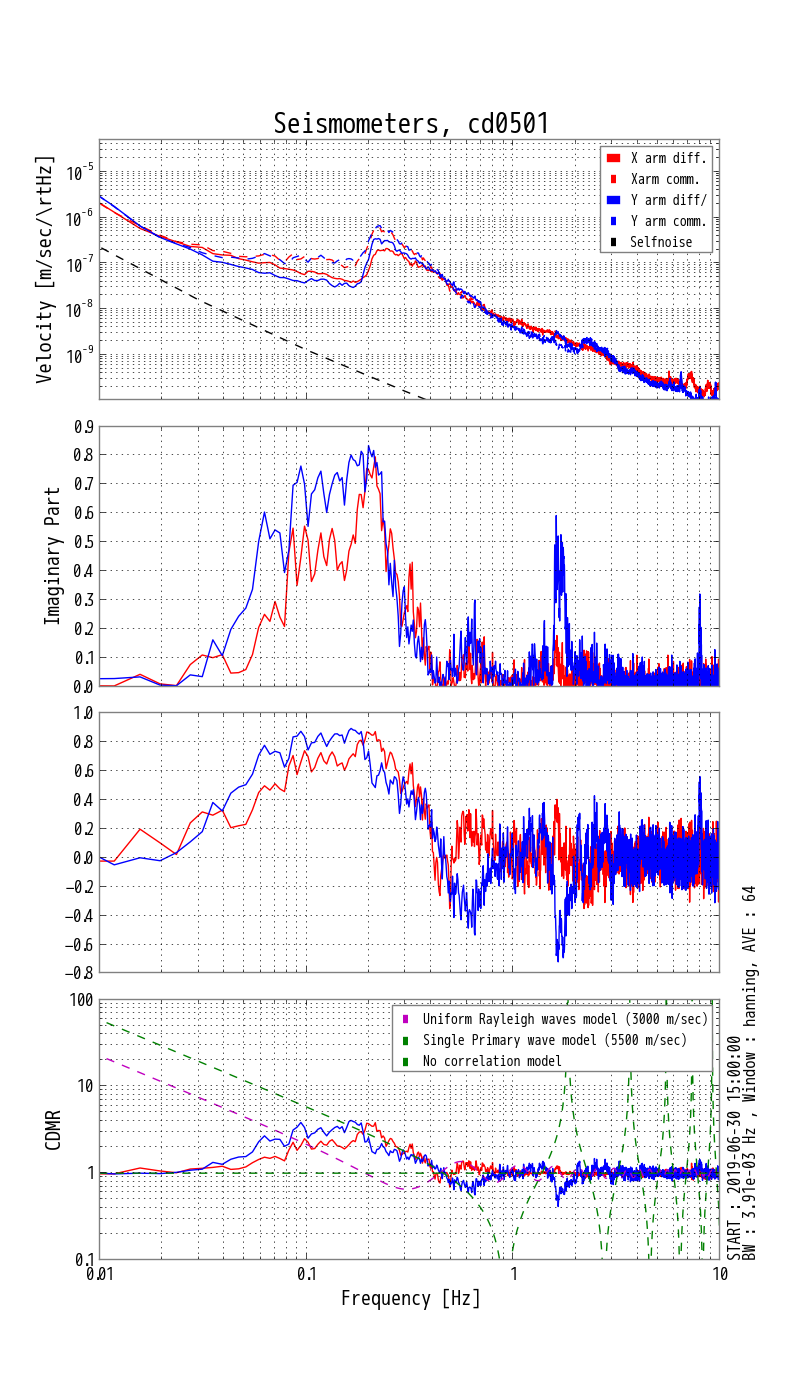 Seismometers, cd0501
Velocity [m/sec/\rtHz]
10^-5
10^-6
10^-7
10^-8
10^-9
X arm diff.
Xarm comm.
Y arm diff/
Y arm comm.
Selfnoise
Imaginary Part
0.9
0.8
0.7
0.6
0.5
0.4
0.3
0.2
0.1
0.0
1.0
0.8
0.6
0.4
0.2
0.0
−0.2
−0.4
−0.6
−0.8
CDMR
100
10
1
0.1
Uniform Rayleigh waves model (3000 m/sec)
Single Primary wave model (5500 m/sec)
No correlation model
0.01 0.1 1 10
Frequency [Hz]
START : 2019-06-30 15:00:00
BW : 3.91e-03 Hz , Window : hanning, AVE : 64